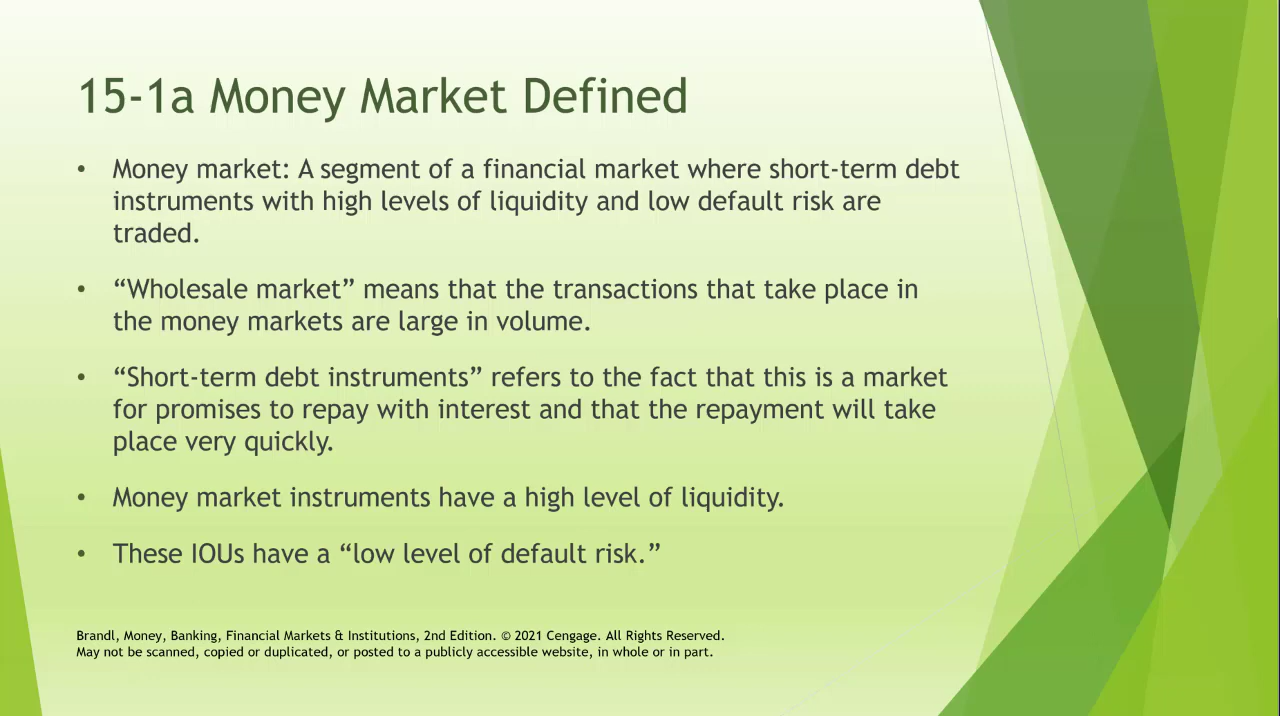 15-1a Money Market Defined
• Money market: A segment of a financial market where short-term debt
instruments with high levels of liquidity and low default risk are
traded.
• “Wholesale market” means that the transactions that take place in
the money markets are large in volume.
• “Short-term debt instruments” refers to the fact that this is a market
for promises to repay with interest and that the repayment will take
place very quickly.
• Money market instruments have a high level of liquidity.
• These IOUs have a “low level of default risk.”
Brandl, Money, Banking, Financial Markets & Institutions, 2nd Edition. © 2021 Cengage. All Rights Reserved.
May not be scanned, copied or duplicated, or posted to a publicly accessible website, in whole or in part.